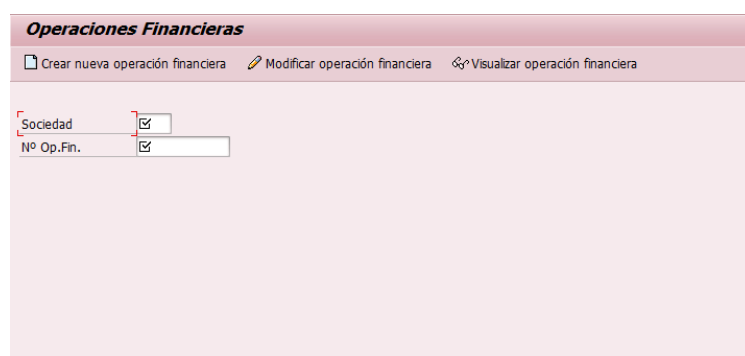 Operaciones Financieras
Crear nueva operación financiera Modificar operación financiera Visualizar operación financiera
Sociedad
Nº Op.Fin.